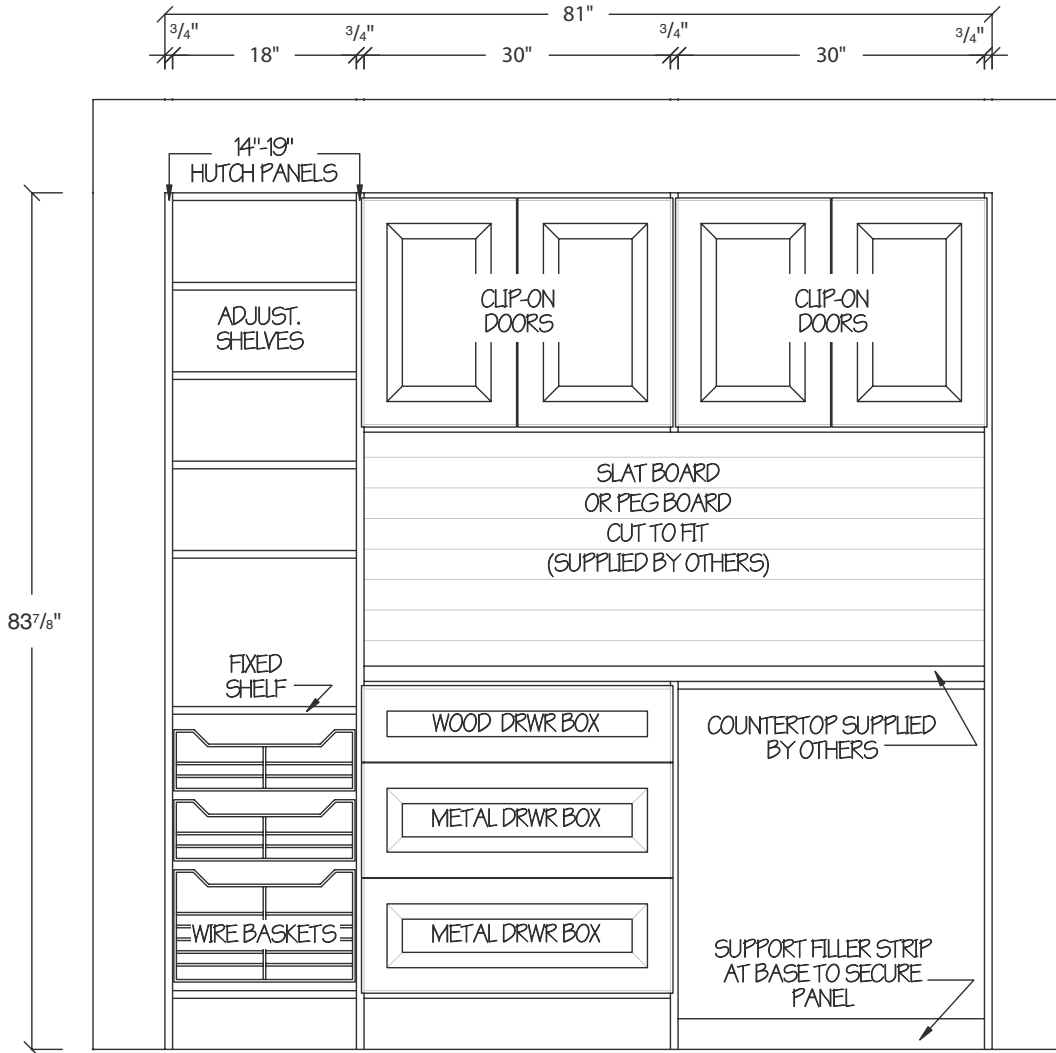 81"
3/4" 3/4" 3/4" 3/4"
18" 30" 30"
14"-19"
HUTCH PANELS
ADJUST.
SHELVES
CLIP-ON
DOORS
CLIP-ON
DOORS
SLAT BOARD
OR PEG BOARD
CUT TO FIT
(SUPPLIED BY OTHERS)
83 7/8"
FIXED
SHELF
WOOD DRWR BOX
COUNTERTOP SUPPLIED
BY OTHERS
METAL DRWR BOX
WIRE BASKETS
METAL DRWR BOX
SUPPORT FILLER STRIP
AT BASE TO SECURE
PANEL